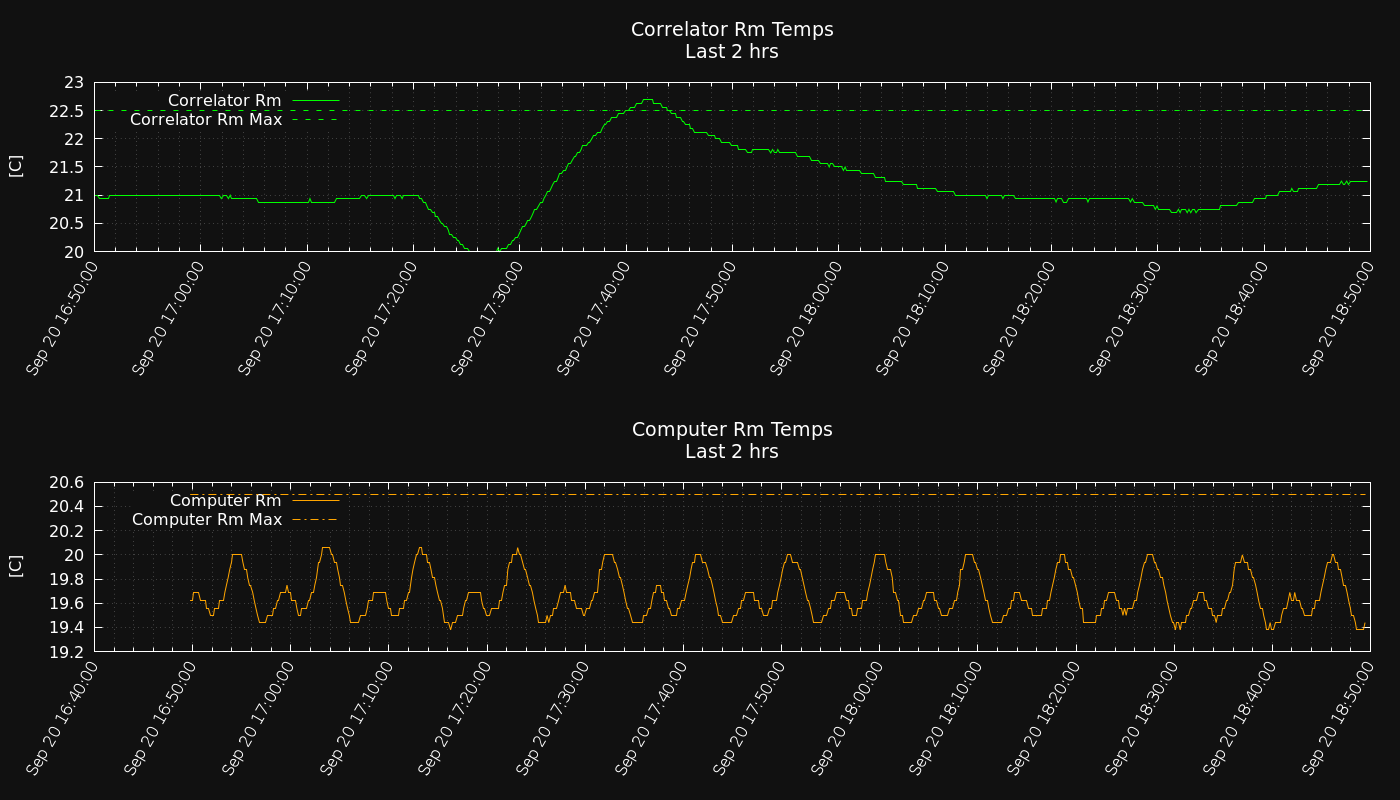 Correlator Rm Temps
Last 2 hrs
23
22.5
22
21.5
21
20.5
20
[C]
Correlator Rm
Correlator Rm Max
Sep 20 16:50:00
Sep 20 17:00:00
Sep 20 17:10:00
Sep 20 17:20:00
Sep 20 17:30:00
Sep 20 17:40:00
Sep 20 17:50:00
Sep 20 18:00:00
Sep 20 18:10:00
Sep 20 18:20:00
Sep 20 18:30:00
Sep 20 18:40:00
Sep 20 18:50:00
Computer Rm Temps
Last 2 hrs
20.6
20.4
20.2
20
19.8
19.6
19.4
19.2
[C]
Computer Rm
Computer Rm Max
Sep 20 16:40:00
Sep 20 16:50:00
Sep 20 17:00:00
Sep 20 17:10:00
Sep 20 17:20:00
Sep 20 17:30:00
Sep 20 17:40:00
Sep 20 17:50:00
Sep 20 18:00:00
Sep 20 18:10:00
Sep 20 18:20:00
Sep 20 18:30:00
Sep 20 18:40:00
Sep 20 18:50:00